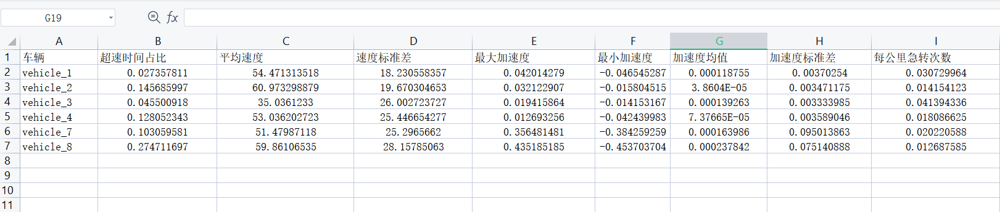 G19 fx
A B C D E F G H I
1 车辆 超速时间占比 平均速度 速度标准差 最大加速度 最小加速度 加速度均值 加速度标准差 每公里急转次数
2 vehicle_1 0.027357811 54.471313518 18.230558357 0.042014279 -0.046545287 0.000118755 0.00370254 0.030729964
3 vehicle_2 0.145685997 60.973298879 19.670304653 0.032122907 -0.015804515 3.8604E-05 0.003471175 0.014154123
4 vehicle_3 0.045500918 35.0361233 26.002723727 0.019415864 -0.014153167 0.000139263 0.003333985 0.041394336
5 vehicle_4 0.128052343 53.036202723 25.446654277 0.012693256 -0.042439983 7.37665E-05 0.003589046 0.018086625
6 vehicle_7 0.103059581 51.47987118 25.2965662 0.356481481 -0.384259259 0.000163986 0.095013863 0.020220588
7 vehicle_8 0.274711697 59.86106535 28.15785063 0.435185185 -0.453703704 0.000237842 0.075140888 0.012687585
8
9
10
11